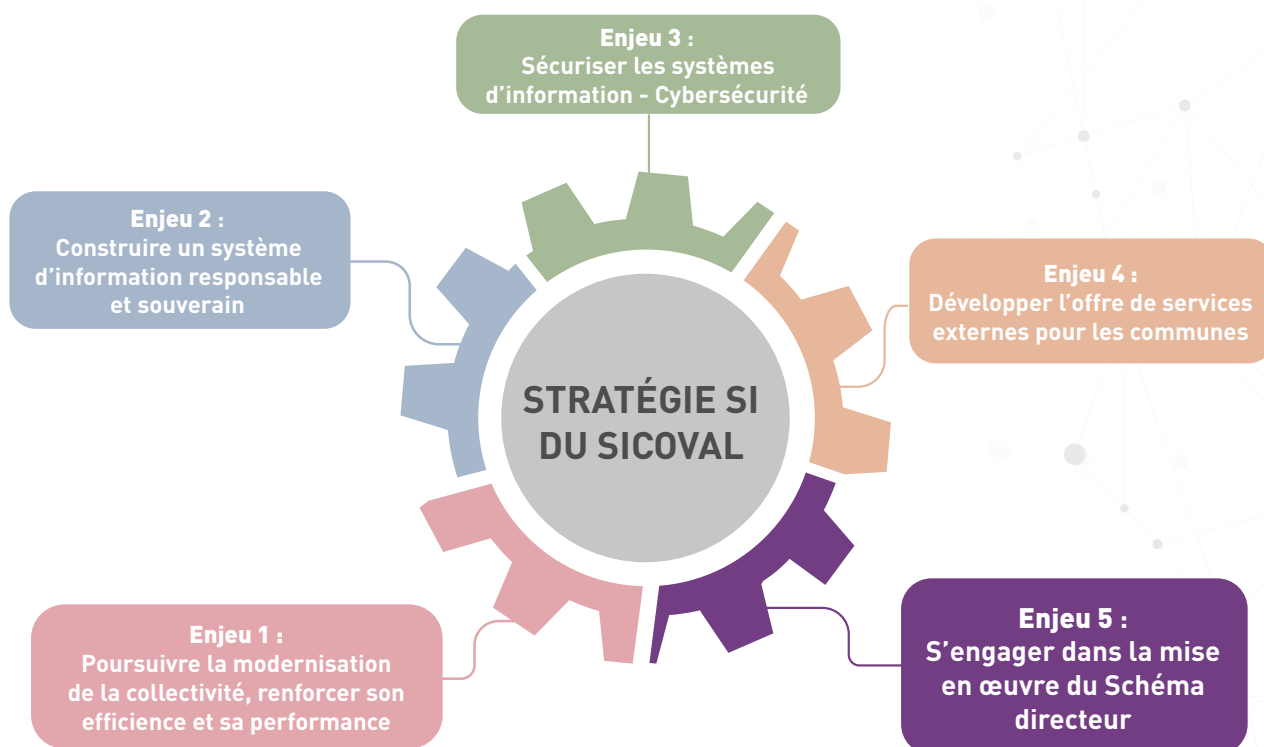 Enjeu 3 :
Sécuriser les systèmes
d’information - Cybersécurité
Enjeu 2 :
Construire un système
d’information responsable
et souverain
Enjeu 4 :
Développer l’offre de services
externes pour les communes
STRATÉGIE SI
DU SICOVAL
Enjeu 1 :
Poursuivre la modernisation
de la collectivité, renforcer son
efficience et sa performance
Enjeu 5 :
S’engager dans la mise
en œuvre du Schéma
directeur